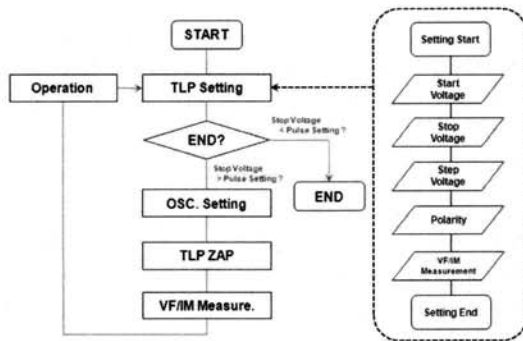 START
Operation
TLP Setting
END?
Stop Voltage
< Pulse Setting ?
Stop Voltage
> Pulse Setting ?
END
OSC. Setting
TLP ZAP
VF/IM Measure.
Setting Start
Start
Voltage
Stop
Voltage
Step
Voltage
Polarity
VF/IM
Measurement
Setting End